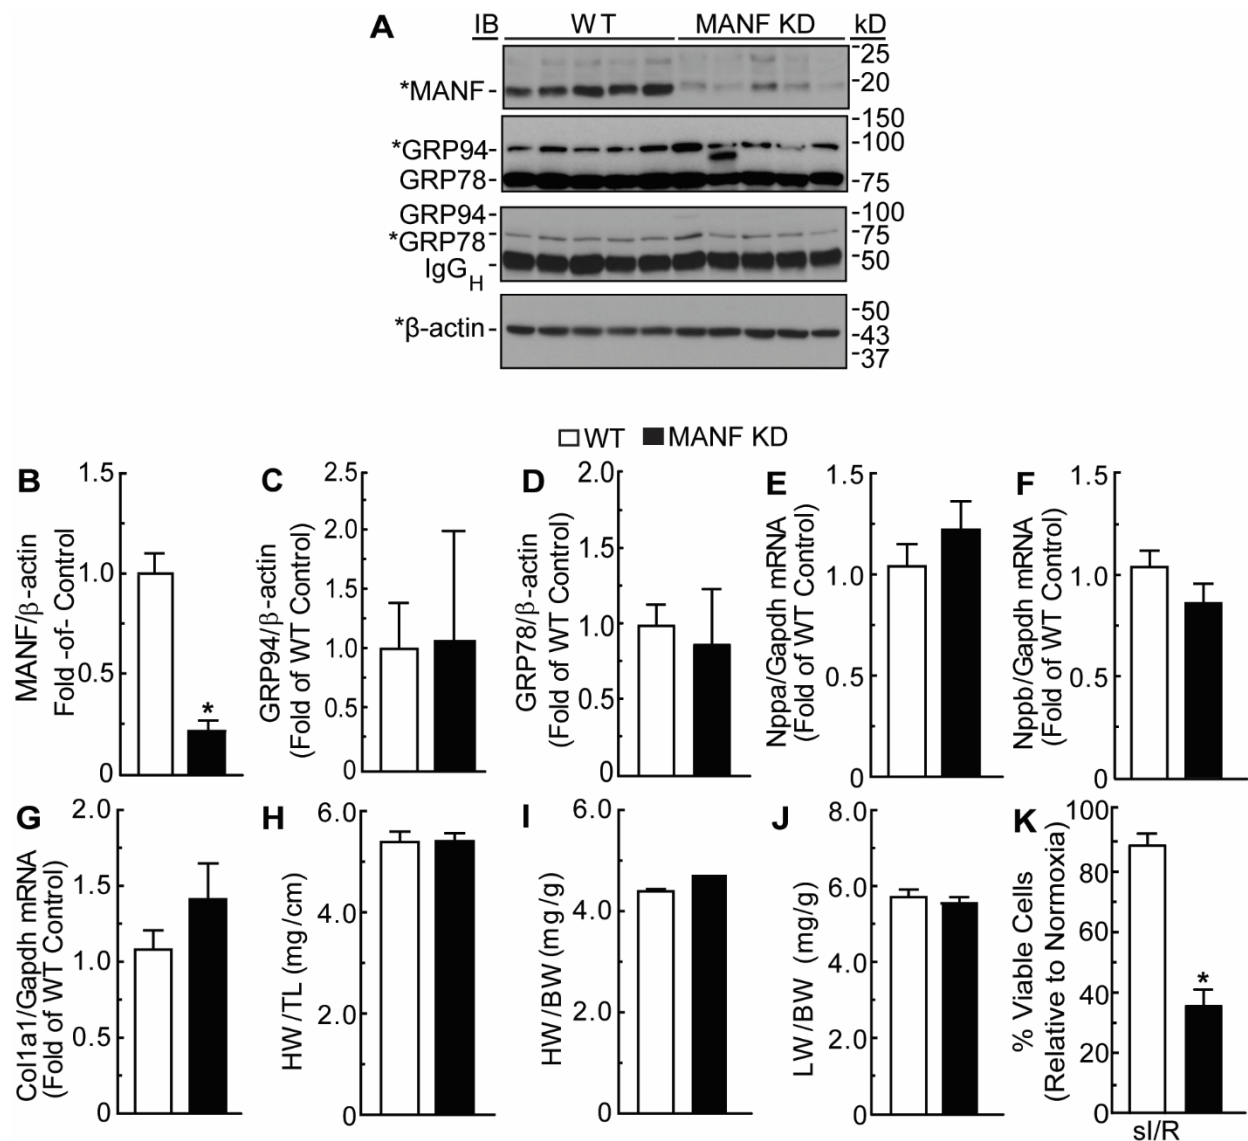 A IB WT MANF KD kD
*MANF-
-25
-20
*GRP94-
GRP78-
-150
-100
-75
GRP94-
*GRP78
IgGH
-
-100
-75
-50
*β-actin-
-50
-43
-37
WT MANF KD
B
MANF/β-actin
Fold -of- Control
1.5
1.0
0.5
0
*
C
GRP94/β-actin
(Fold of WT Control)
2.5
2.0
1.5
1.0
0.5
0
D
GRP78/β-actin
(Fold of WT Control)
2.0
1.5
1.0
0.5
0
E
Nppa/Gapdh mRNA
(Fold of WT Control)
1.5
1.0
0.5
0
F
Nppb/Gapdh mRNA
(Fold of WT Control)
1.5
1.0
0.5
0
G
Col1a1/Gapdh mRNA
(Fold of WT Control)
2.0
1.5
1.0
0.5
0
H
HW/TL (mg/cm)
6.0
4.0
2.0
0
I
HW/BW (mg/g)
6.0
4.0
2.0
0
J
LW/BW (mg/g)
8.0
6.0
4.0
2.0
0
K
% Viable Cells
(Relative to Normoxia)
100
80
60
40
20
0
*
sI/R